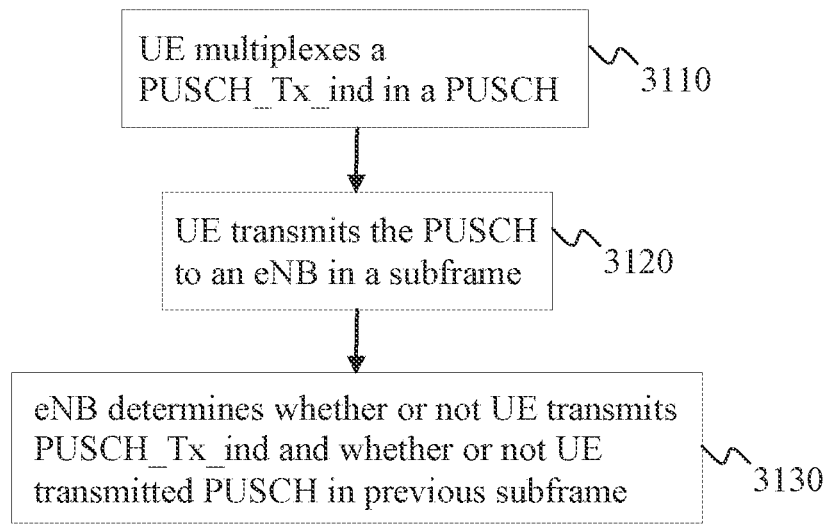 UE multiplexes a
PUSCH_Tx_ind in a PUSCH
3110
UE transmits the PUSCH
to an eNB in a subframe
3120
eNB determines whether or not UE transmits
PUSCH_Tx_ind and whether or not UE
transmitted PUSCH in previous subframe
3130